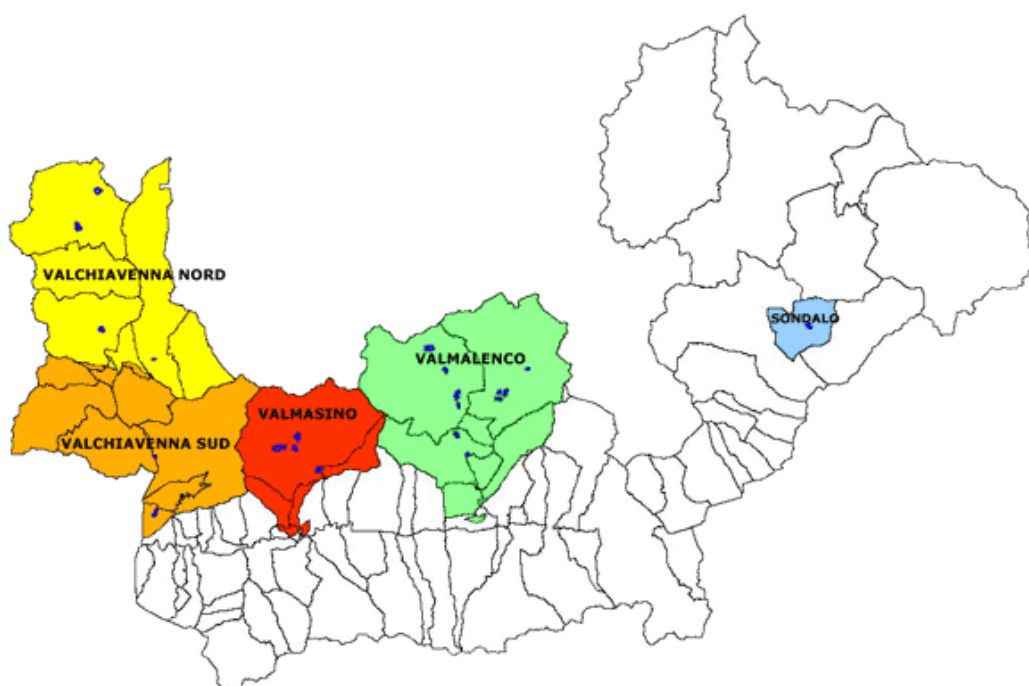 VALCHIAVENNA NORD
SONDALO
VALMALENCO
VALMASINO
VALCHIAVENNA SUD